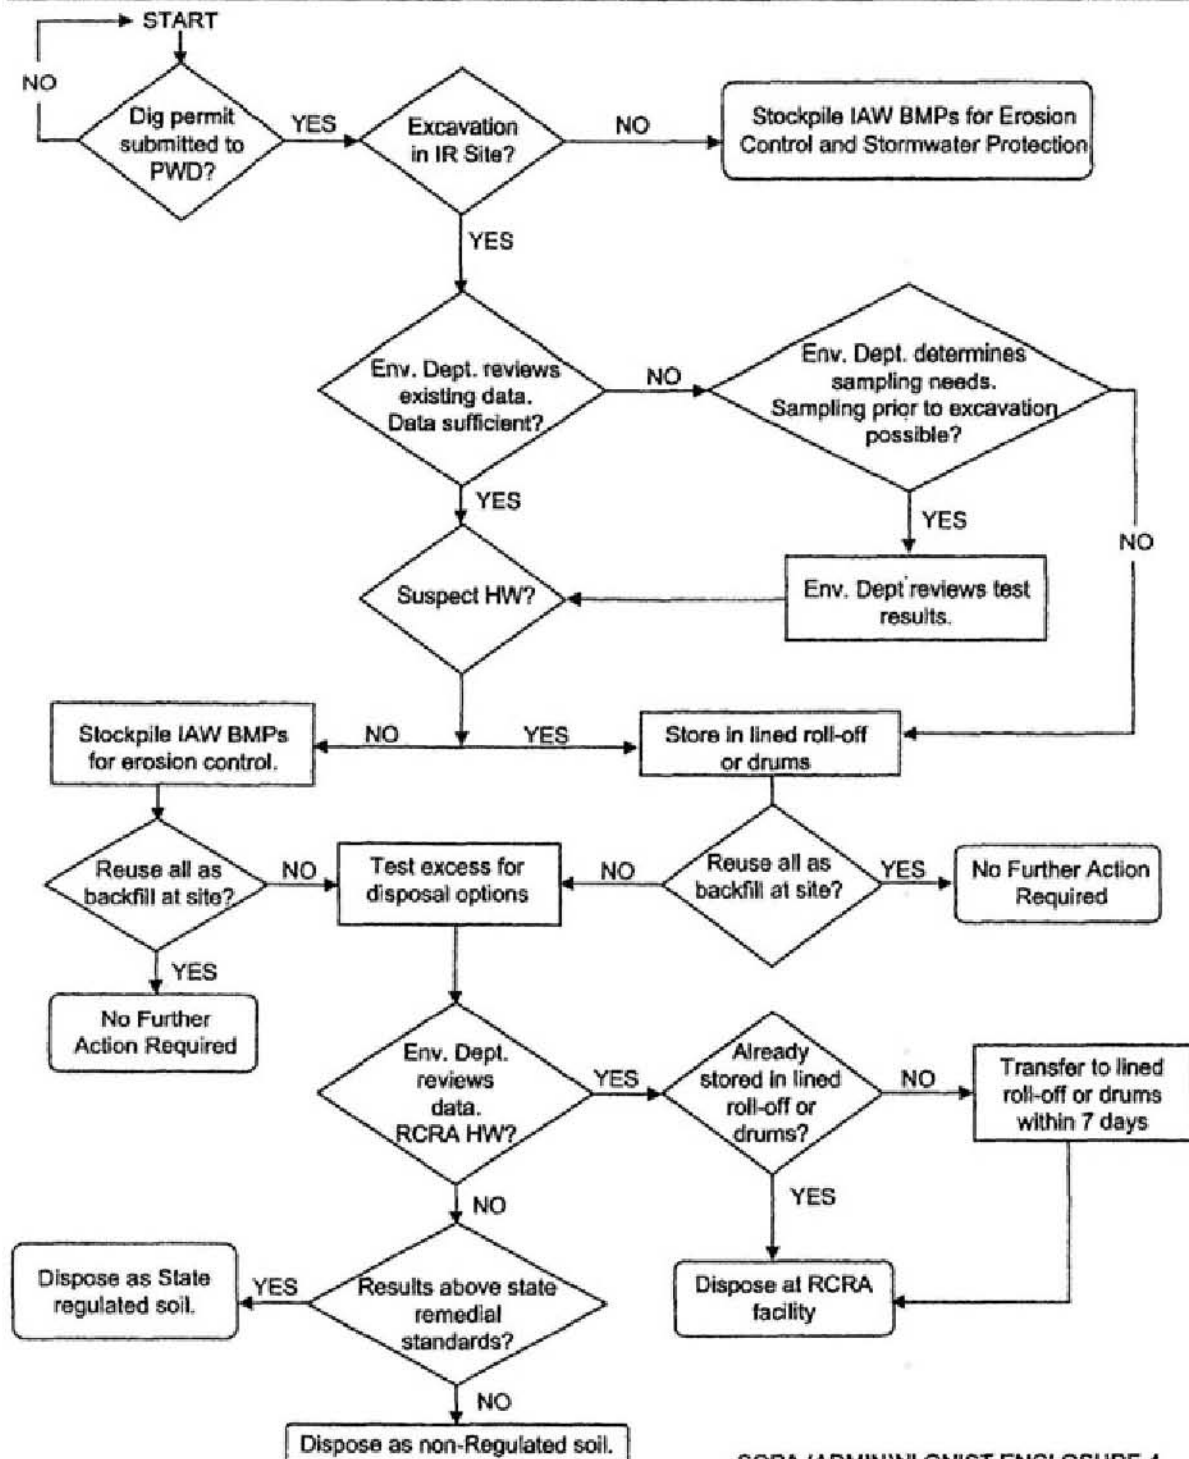 START
NO
Dig permit
submitted to
PWD?
YES
Excavation
in IR Site?
NO
Stockpile IAW BMPs for Erosion
Control and Stormwater Protection
YES
Env. Dept. reviews
existing data.
Data sufficient?
NO
Env. Dept. determines
sampling needs.
Sampling prior to excavation
possible?
YES
YES
NO
Suspect HW?
Env. Dept reviews test
results.
Stockpile IAW BMPs
for erosion control.
NO
YES
Store in lined roll-off
or drums
Reuse all as
backfill at site?
NO
Test excess for
disposal options
NO
Reuse all as
backfill at site?
YES
No Further Action
Required
YES
No Further
Action Required
Env. Dept.
reviews
data.
RCRA HW?
YES
Already
stored in lined
roll-off or
drums?
NO
Transfer to lined
roll-off or drums
within 7 days
NO
YES
Dispose as State
regulated soil.
YES
Results above state
remedial
standards?
Dispose at RCRA
facility
NO
Dispose as non-Regulated soil.
ENCLOSURE